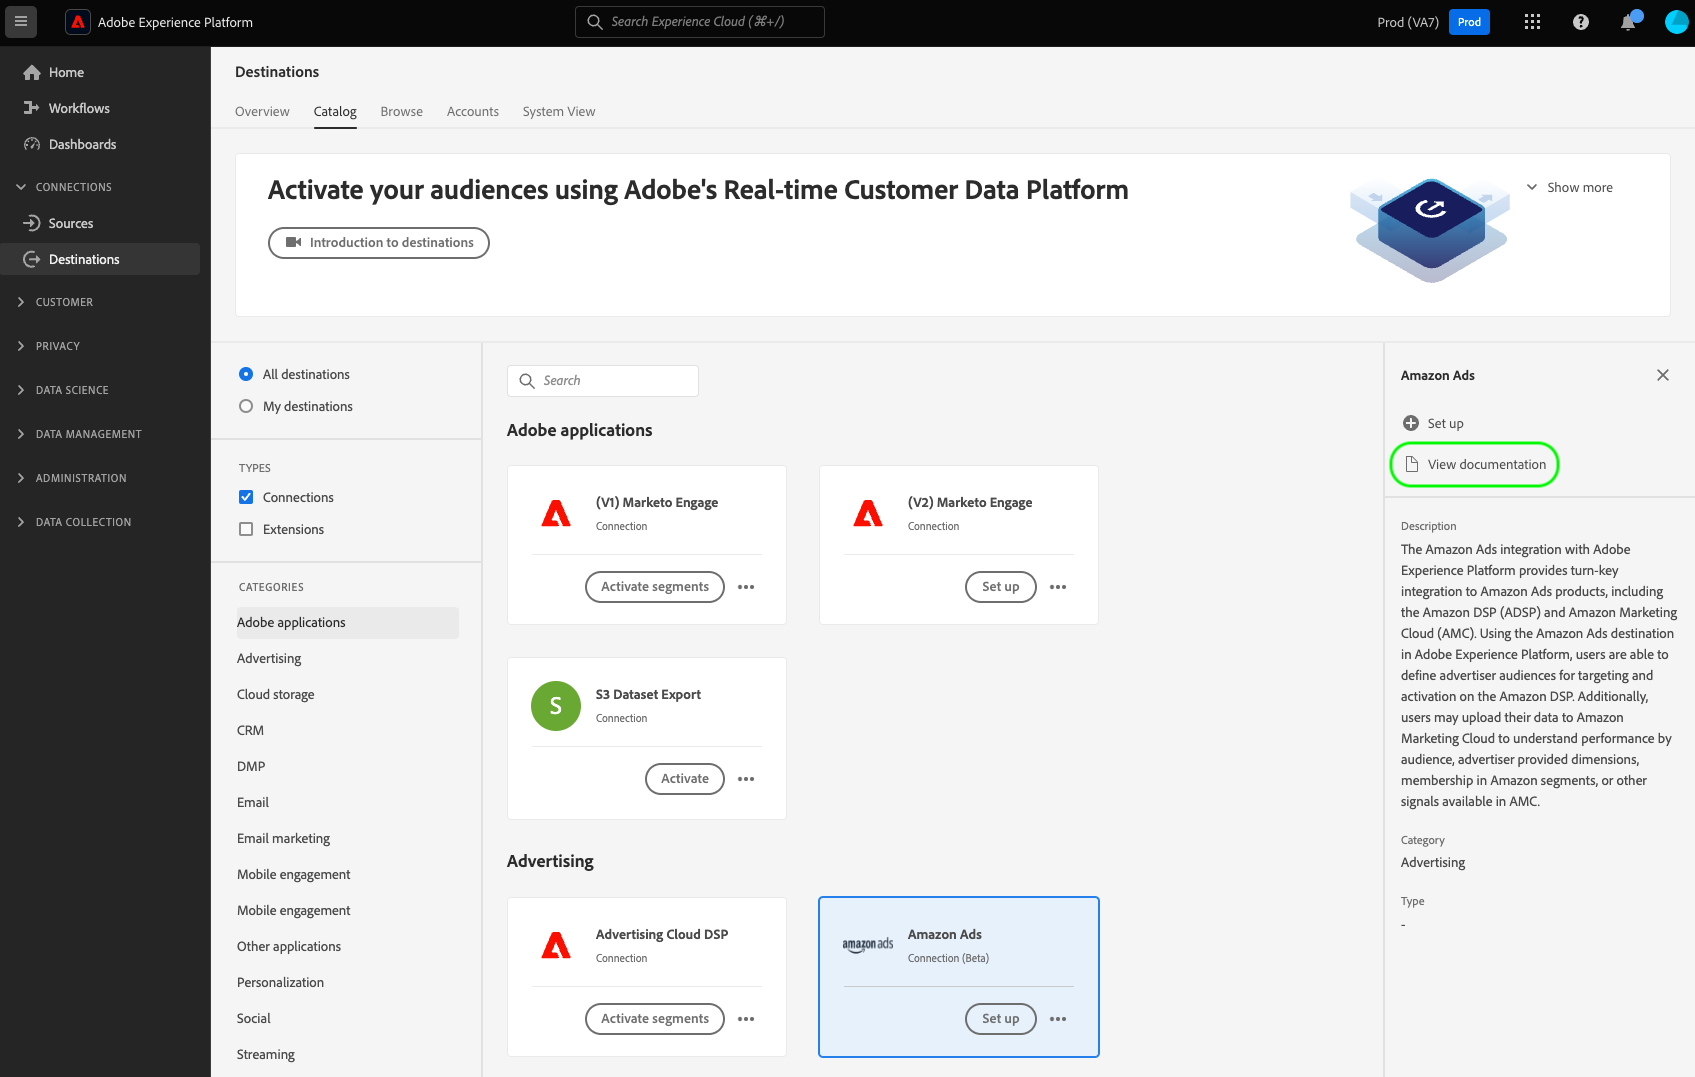 Adobe Experience Platform
Search Experience Cloud (⌘+/)
Prod (VA7)
Prod
Home
Workflows
Dashboards
CONNECTIONS
Sources
Destinations
CUSTOMER
PRIVACY
DATA SCIENCE
DATA MANAGEMENT
ADMINISTRATION
DATA COLLECTION
Destinations
Overview
Catalog
Browse
Accounts
System View
Activate your audiences using Adobe's Real-time Customer Data Platform
Introduction to destinations
Show more
All destinations
My destinations
TYPES
Connections
Extensions
CATEGORIES
Adobe applications
Advertising
Cloud storage
CRM
DMP
Email
Email marketing
Mobile engagement
Mobile engagement
Other applications
Personalization
Social
Streaming
Search
Adobe applications
(V1) Marketo Engage
Connection
Activate segments
(V2) Marketo Engage
Connection
Set up
S
S3 Dataset Export
Connection
Activate
Advertising
Advertising Cloud DSP
Connection
Activate segments
amazon ads
Amazon Ads
Connection (Beta)
Set up
Amazon Ads
Set up
View documentation
Description
The Amazon Ads integration with Adobe
Experience Platform provides turn-key
integration to Amazon Ads products, including
the Amazon DSP (ADSP) and Amazon Marketing
Cloud (AMC). Using the Amazon Ads destination
in Adobe Experience Platform, users are able to
define advertiser audiences for targeting and
activation on the Amazon DSP. Additionally,
users may upload their data to Amazon
Marketing Cloud to understand performance by
audience, advertiser provided dimensions,
membership in Amazon segments, or other
signals available in AMC.
Category
Advertising
Type
-